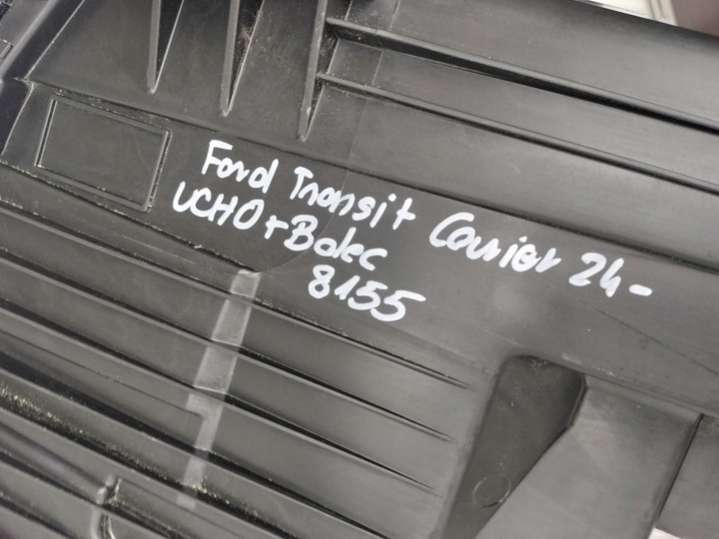 Ford Transit Courier 24-
UCHO+Bolec
8155